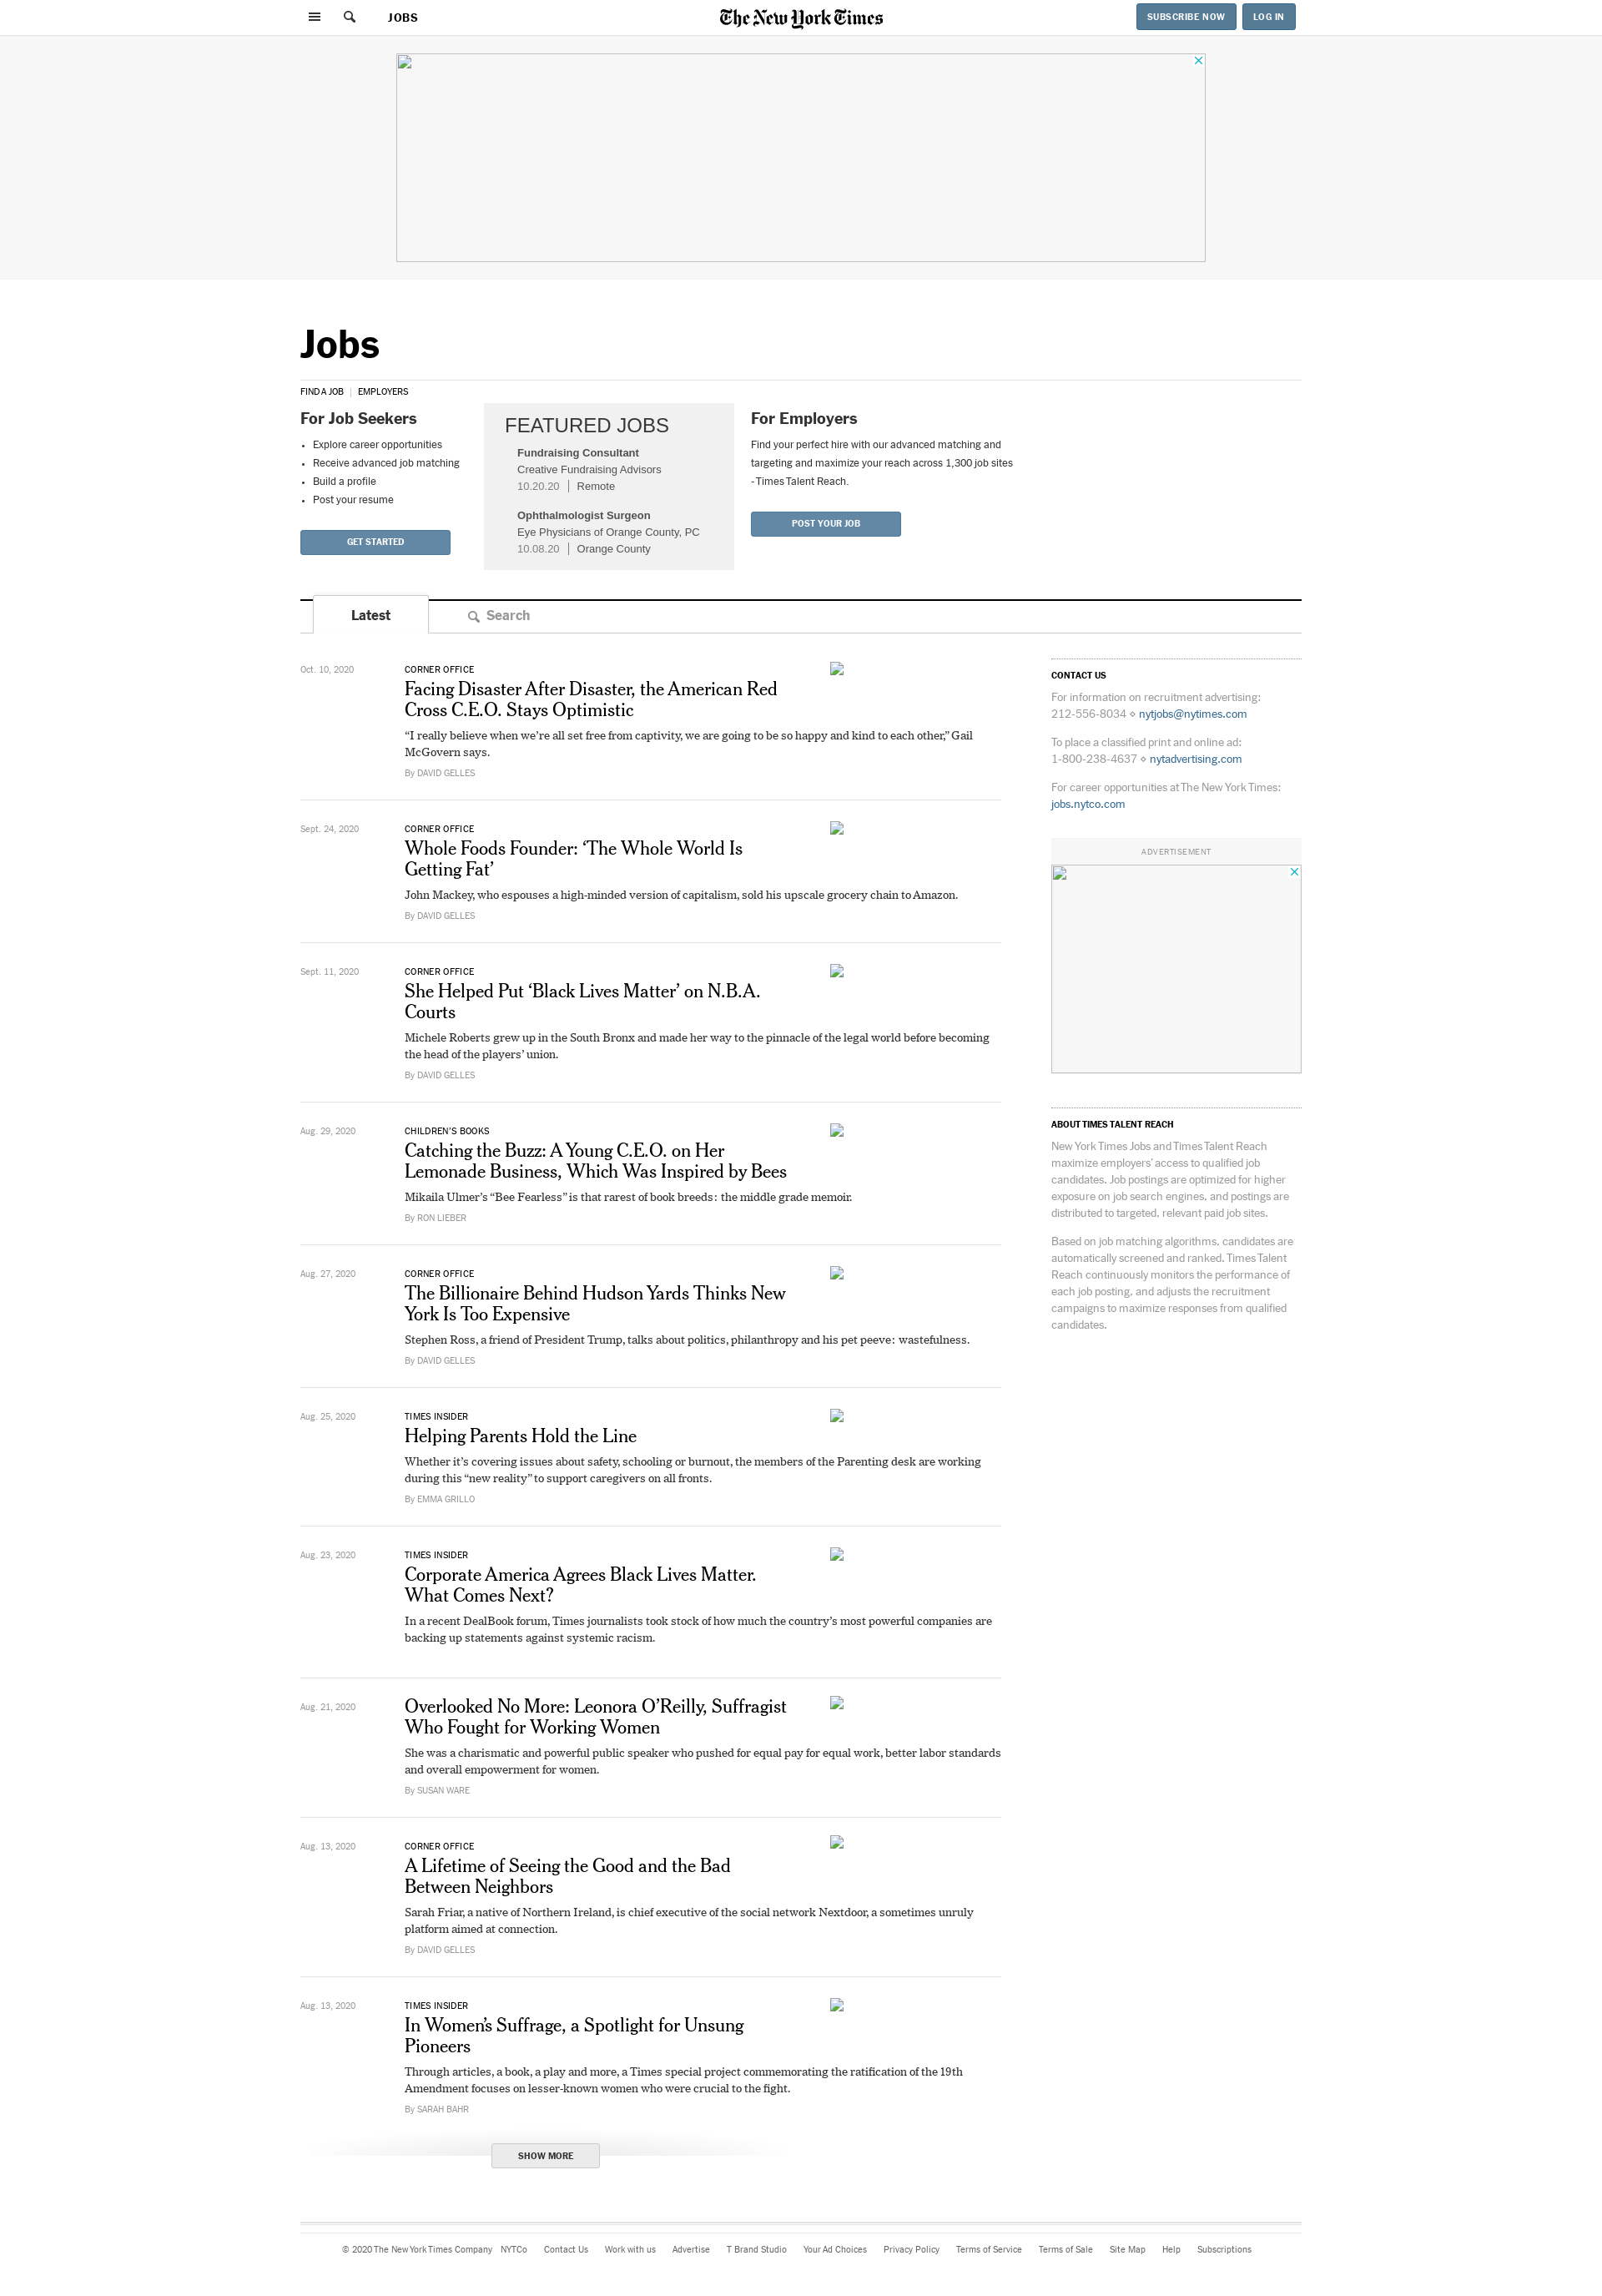 JOBS
The New York Times
SUBSCRIBE NOW
LOG IN
Jobs
FIND A JOB | EMPLOYERS
For Job Seekers
• Explore career opportunities
• Receive advanced job matching
• Build a profile
• Post your resume
GET STARTED
FEATURED JOBS
Fundraising Consultant
Creative Fundraising Advisors
10.20.20 | Remote
Ophthalmologist Surgeon
Eye Physicians of Orange County, PC
10.08.20 | Orange County
For Employers
Find your perfect hire with our advanced matching and
targeting and maximize your reach across 1,300 job sites
- Times Talent Reach.
POST YOUR JOB
Latest
Search
Oct. 10, 2020
CORNER OFFICE
Facing Disaster After Disaster, the American Red
Cross C.E.O. Stays Optimistic
“I really believe when we’re all set free from captivity, we are going to be so happy and kind to each other,” Gail
McGovern says.
By DAVID GELLES
Sept. 24, 2020
CORNER OFFICE
Whole Foods Founder: ‘The Whole World Is
Getting Fat’
John Mackey, who espouses a high-minded version of capitalism, sold his upscale grocery chain to Amazon.
By DAVID GELLES
Sept. 11, 2020
CORNER OFFICE
She Helped Put ‘Black Lives Matter’ on N.B.A.
Courts
Michele Roberts grew up in the South Bronx and made her way to the pinnacle of the legal world before becoming
the head of the players’ union.
By DAVID GELLES
Aug. 29, 2020
CHILDREN’S BOOKS
Catching the Buzz: A Young C.E.O. on Her
Lemonade Business, Which Was Inspired by Bees
Mikaila Ulmer’s “Bee Fearless” is that rarest of book breeds: the middle grade memoir.
By RON LIEBER
Aug. 27, 2020
CORNER OFFICE
The Billionaire Behind Hudson Yards Thinks New
York Is Too Expensive
Stephen Ross, a friend of President Trump, talks about politics, philanthropy and his pet peeve: wastefulness.
By DAVID GELLES
Aug. 25, 2020
TIMES INSIDER
Helping Parents Hold the Line
Whether it’s covering issues about safety, schooling or burnout, the members of the Parenting desk are working
during this “new reality” to support caregivers on all fronts.
By EMMA GRILLO
Aug. 23, 2020
TIMES INSIDER
Corporate America Agrees Black Lives Matter.
What Comes Next?
In a recent DealBook forum, Times journalists took stock of how much the country’s most powerful companies are
backing up statements against systemic racism.
Aug. 21, 2020
Overlooked No More: Leonora O’Reilly, Suffragist
Who Fought for Working Women
She was a charismatic and powerful public speaker who pushed for equal pay for equal work, better labor standards
and overall empowerment for women.
By SUSAN WARE
Aug. 13, 2020
CORNER OFFICE
A Lifetime of Seeing the Good and the Bad
Between Neighbors
Sarah Friar, a native of Northern Ireland, is chief executive of the social network Nextdoor, a sometimes unruly
platform aimed at connection.
By DAVID GELLES
Aug. 13, 2020
TIMES INSIDER
In Women’s Suffrage, a Spotlight for Unsung
Pioneers
Through articles, a book, a play and more, a Times special project commemorating the ratification of the 19th
Amendment focuses on lesser-known women who were crucial to the fight.
By SARAH BAHR
SHOW MORE
CONTACT US
For information on recruitment advertising:
212-556-8034 ⋄ nytjobs@nytimes.com
To place a classified print and online ad:
1-800-238-4637 ⋄ nytadvertising.com
For career opportunities at The New York Times:
jobs.nytco.com
ADVERTISEMENT
ABOUT TIMES TALENT REACH
New York Times Jobs and Times Talent Reach
maximize employers’ access to qualified job
candidates. Job postings are optimized for higher
exposure on job search engines, and postings are
distributed to targeted, relevant paid job sites.
Based on job matching algorithms, candidates are
automatically screened and ranked. Times Talent
Reach continuously monitors the performance of
each job posting, and adjusts the recruitment
campaigns to maximize responses from qualified
candidates.
© 2020 The New York Times Company NYTCo Contact Us Work with us Advertise T Brand Studio Your Ad Choices Privacy Policy Terms of Service Terms of Sale Site Map Help Subscriptions